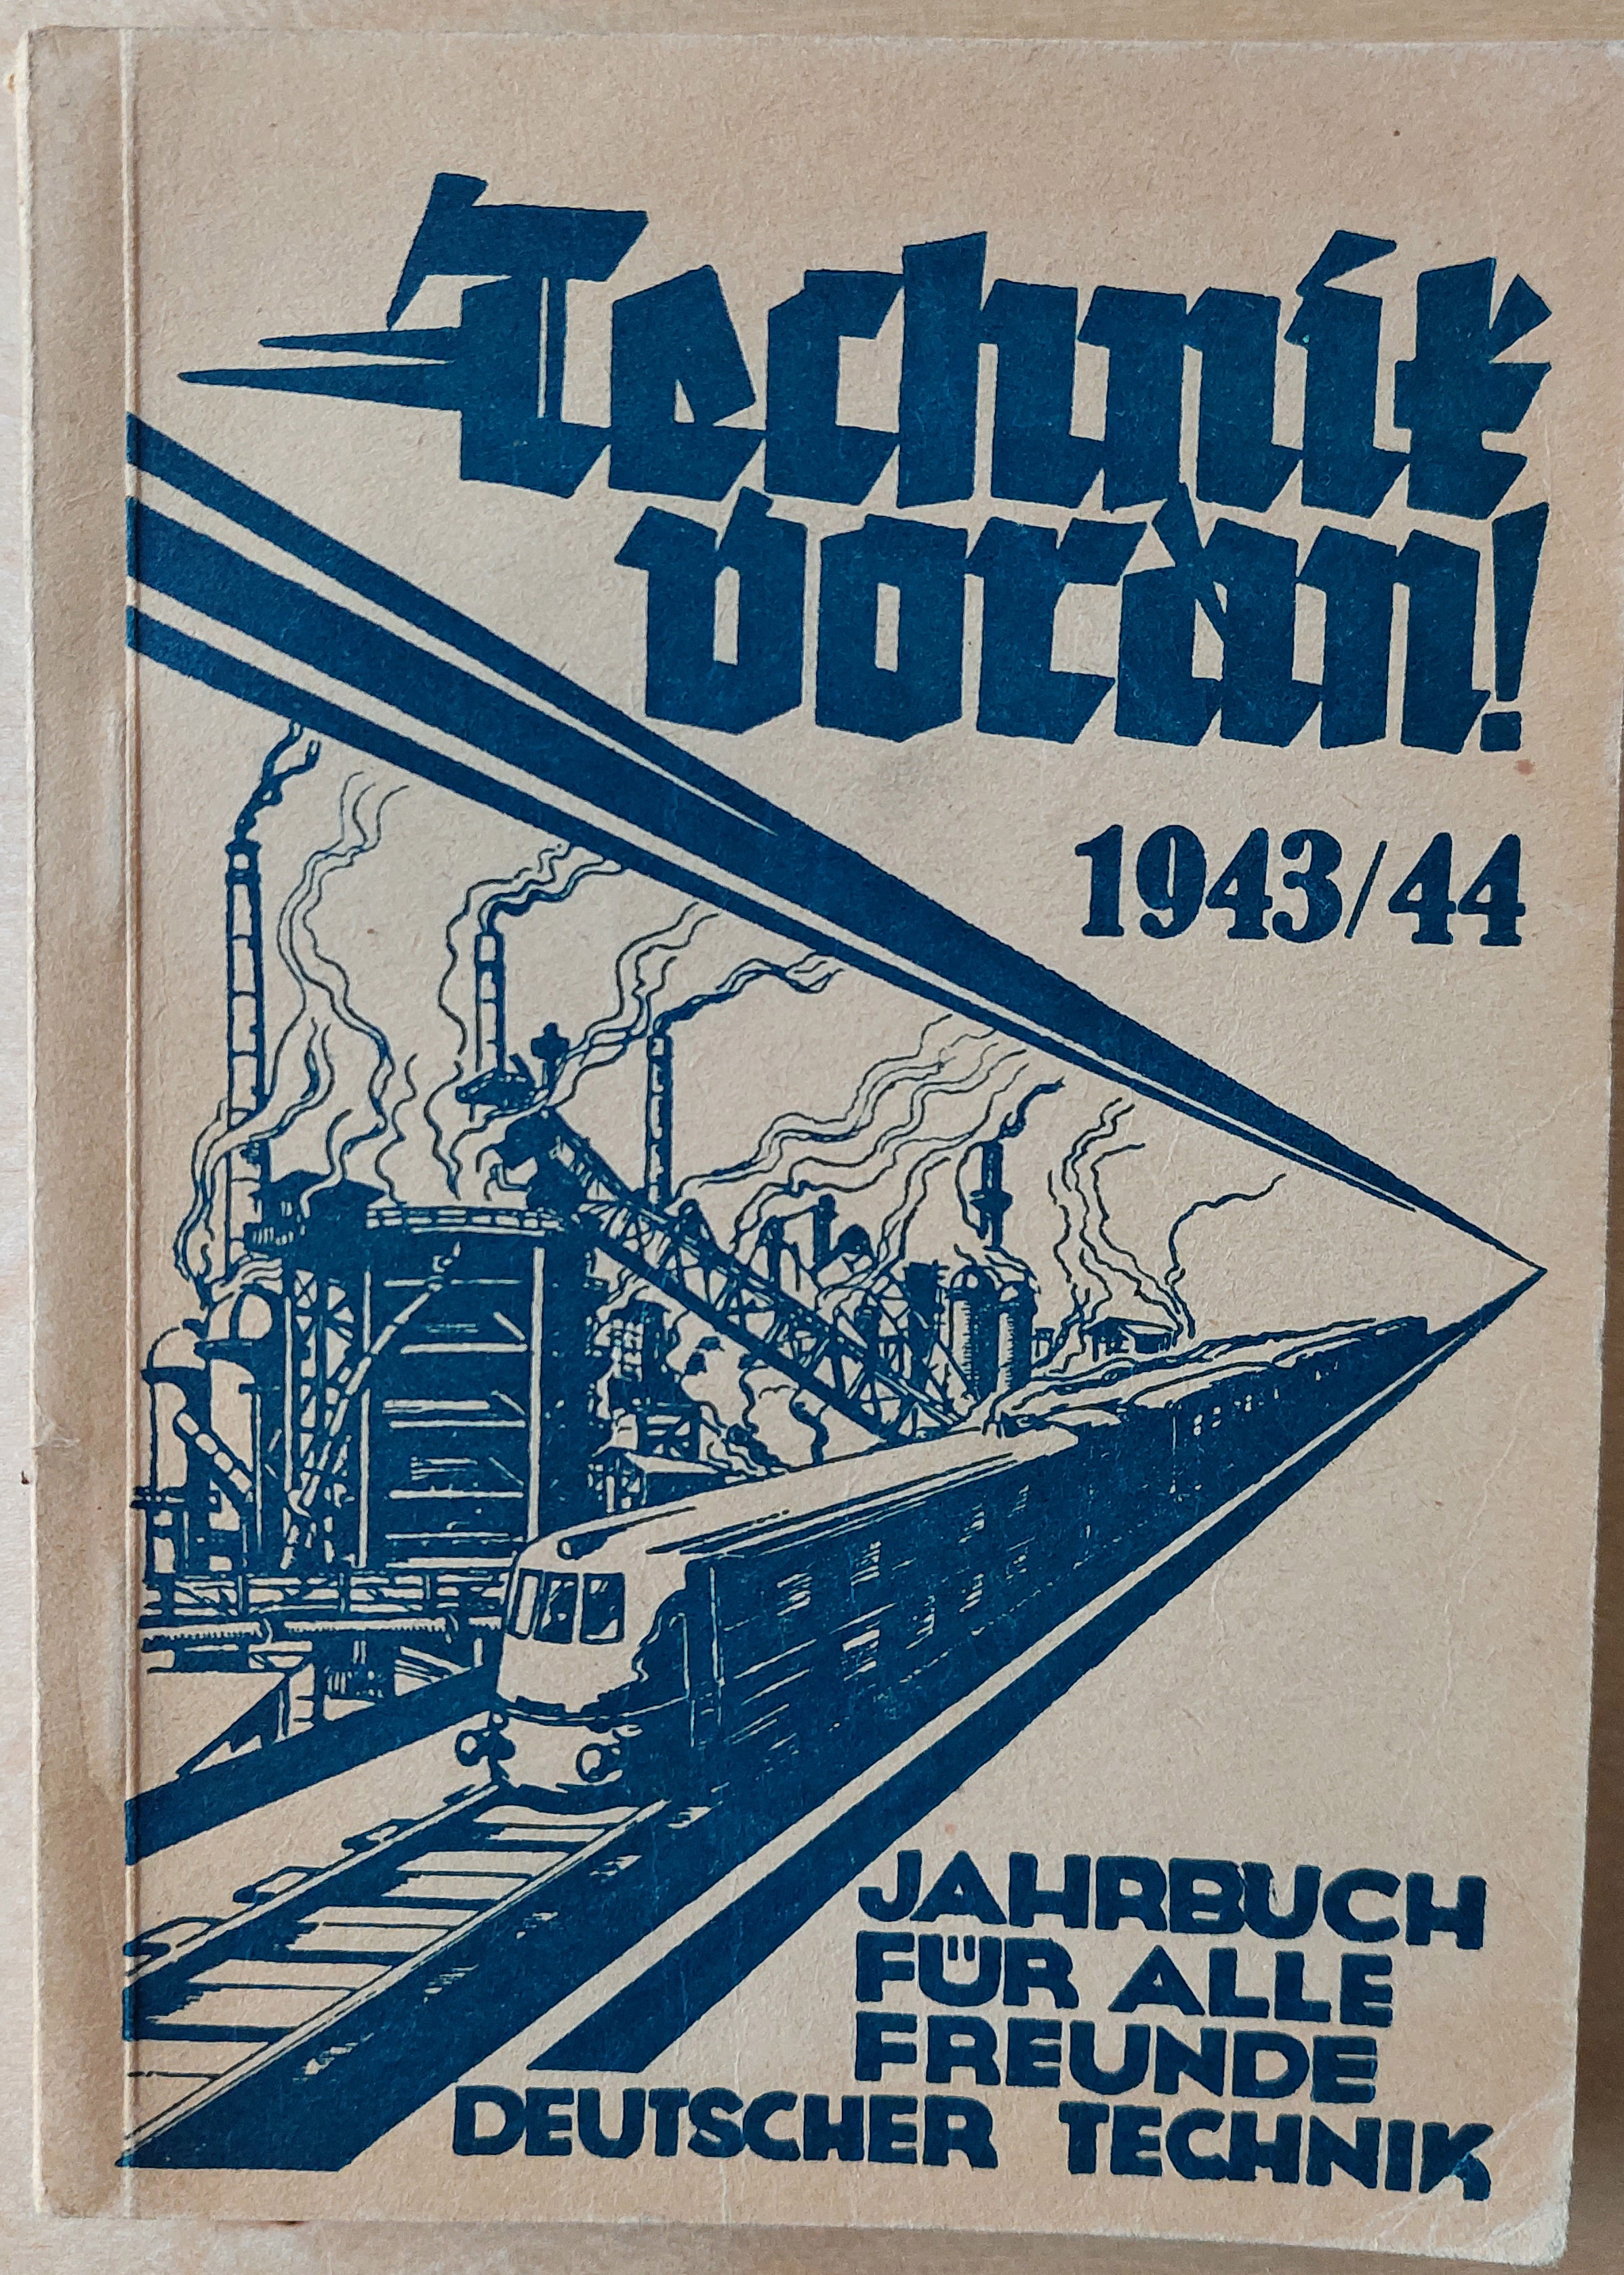 Technik
voran!
1943/44
JAHRBUCH
FÜR ALLE
FREUNDE
DEUTSCHER TECHNIK